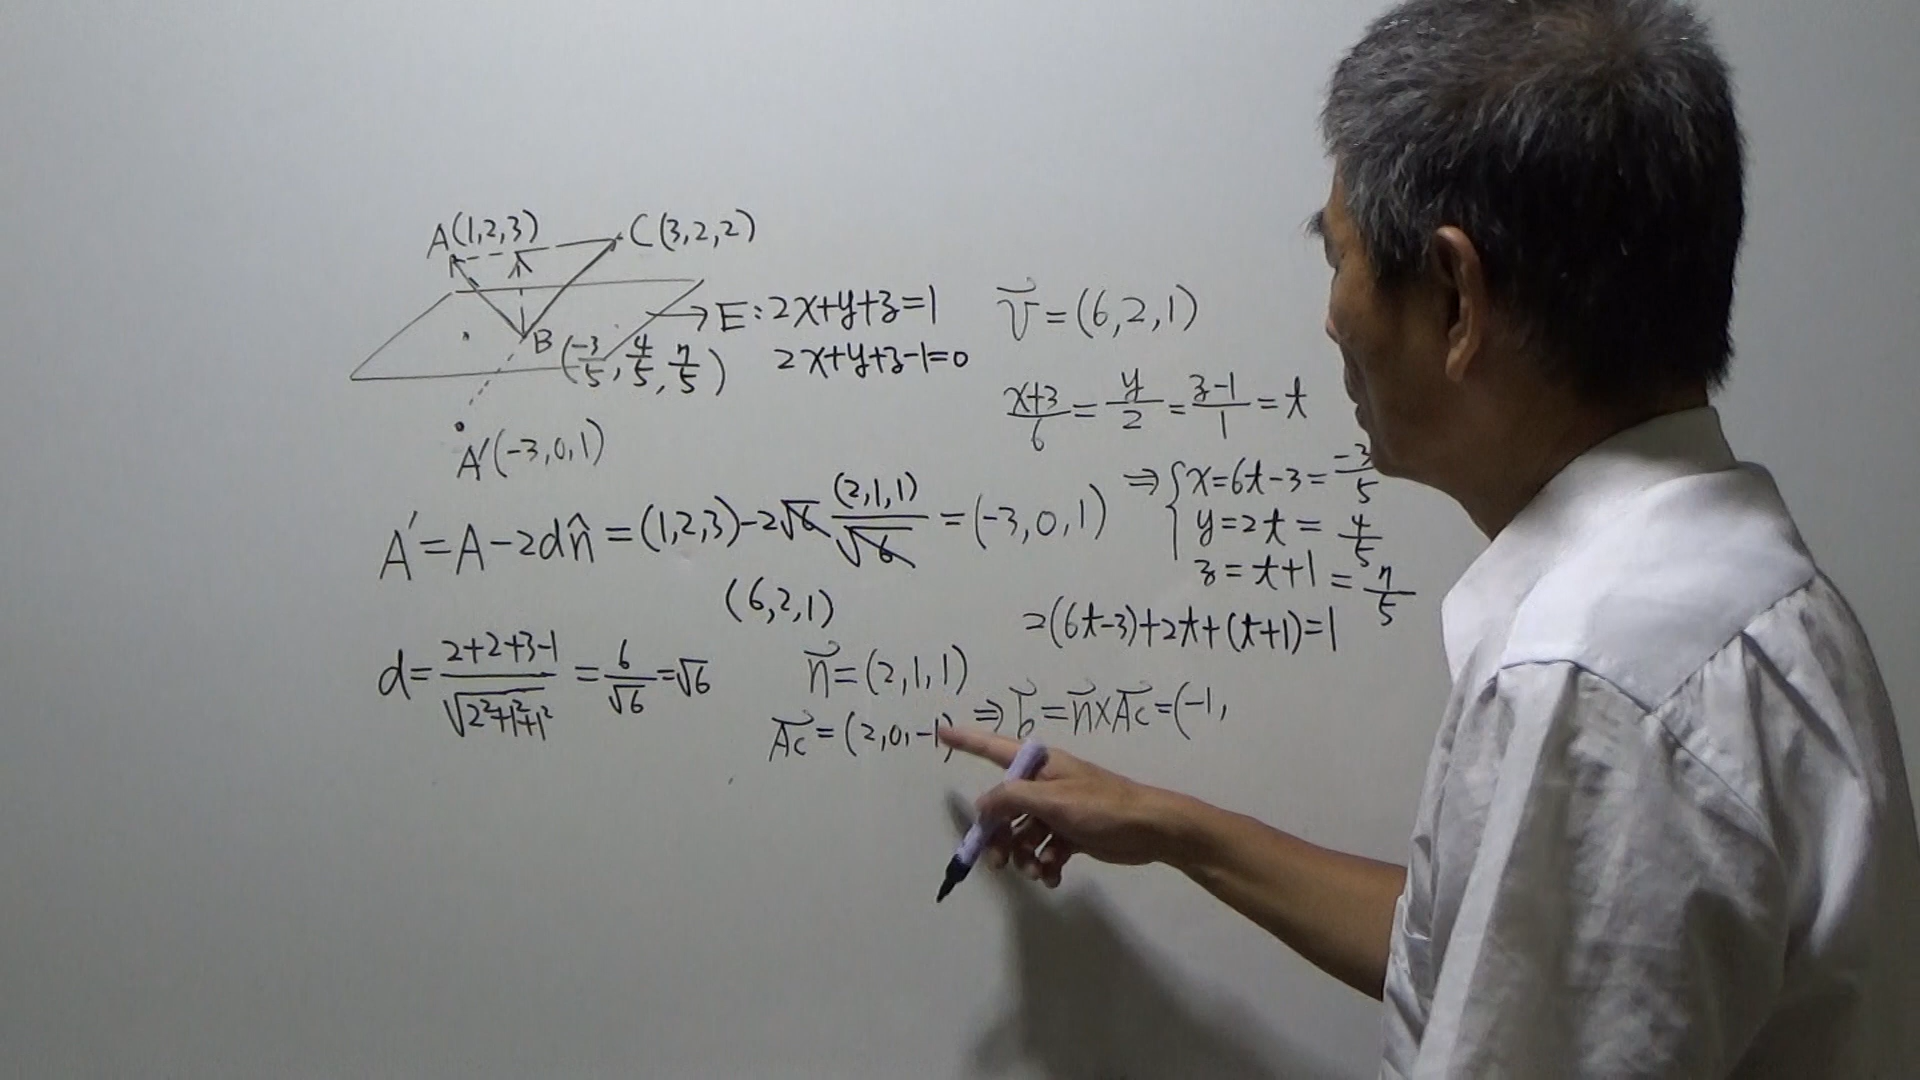 A(1,2,3)
C(3,2,2)
E:2x+y+z=1
2x+y+z-1=0
B(-3/5, 4/5, 7/5)
A'(-3,0,1)
v⃗=(6,2,1)
(x+3)/6=y/2=(z-1)/1=t
⇒{x=6t-3=-3/5
y=2t=4/5
z=t+1=7/5
2(6t-3)+2t+(t+1)=1
A'=A-2dn̂=(1,2,3)-2√6 (2,1,1)/√6=(-3,0,1)
(6,2,1)
d=(2+2+3-1)/√(2²+1²+1²)=6/√6=√6
n⃗=(2,1,1)
AC⃗=(2,0,-1)
⇒b⃗=n⃗×AC⃗=(-1,